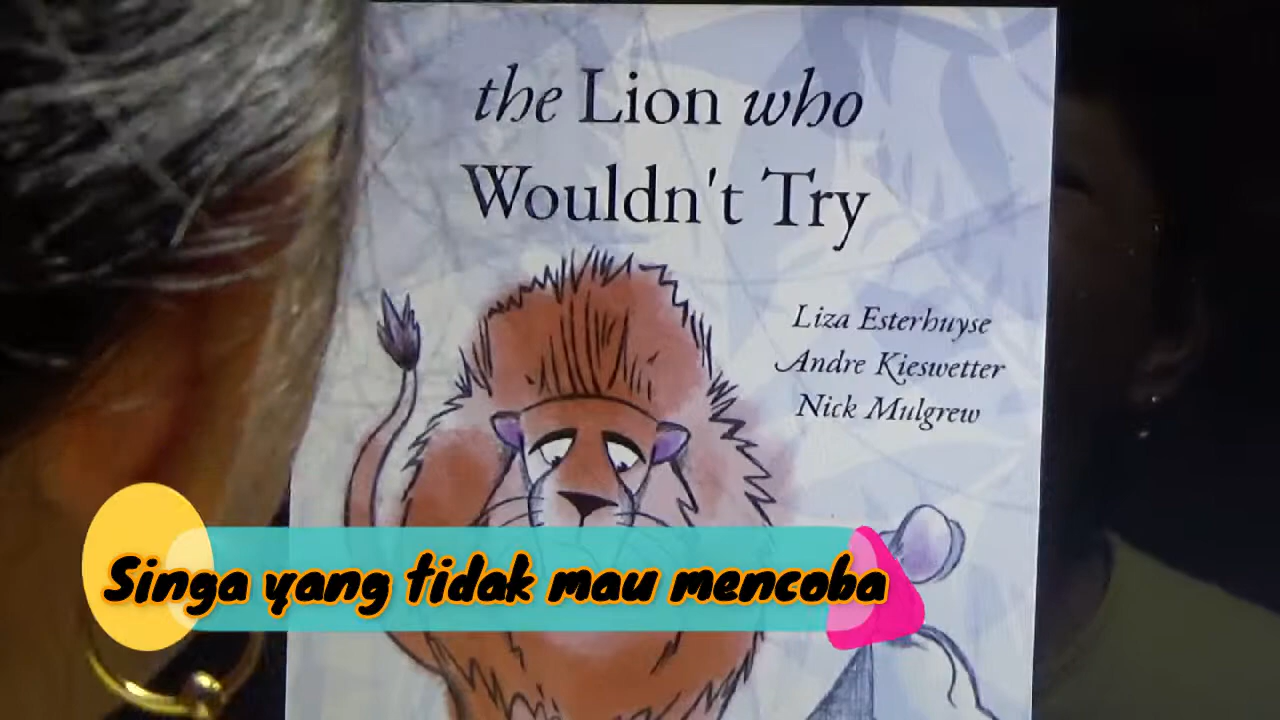 the Lion who
Wouldn't Try
Liza Esterhuyse
Andre Kieswetter
Nick Mulgrew
Singa yang tidak mau mencoba